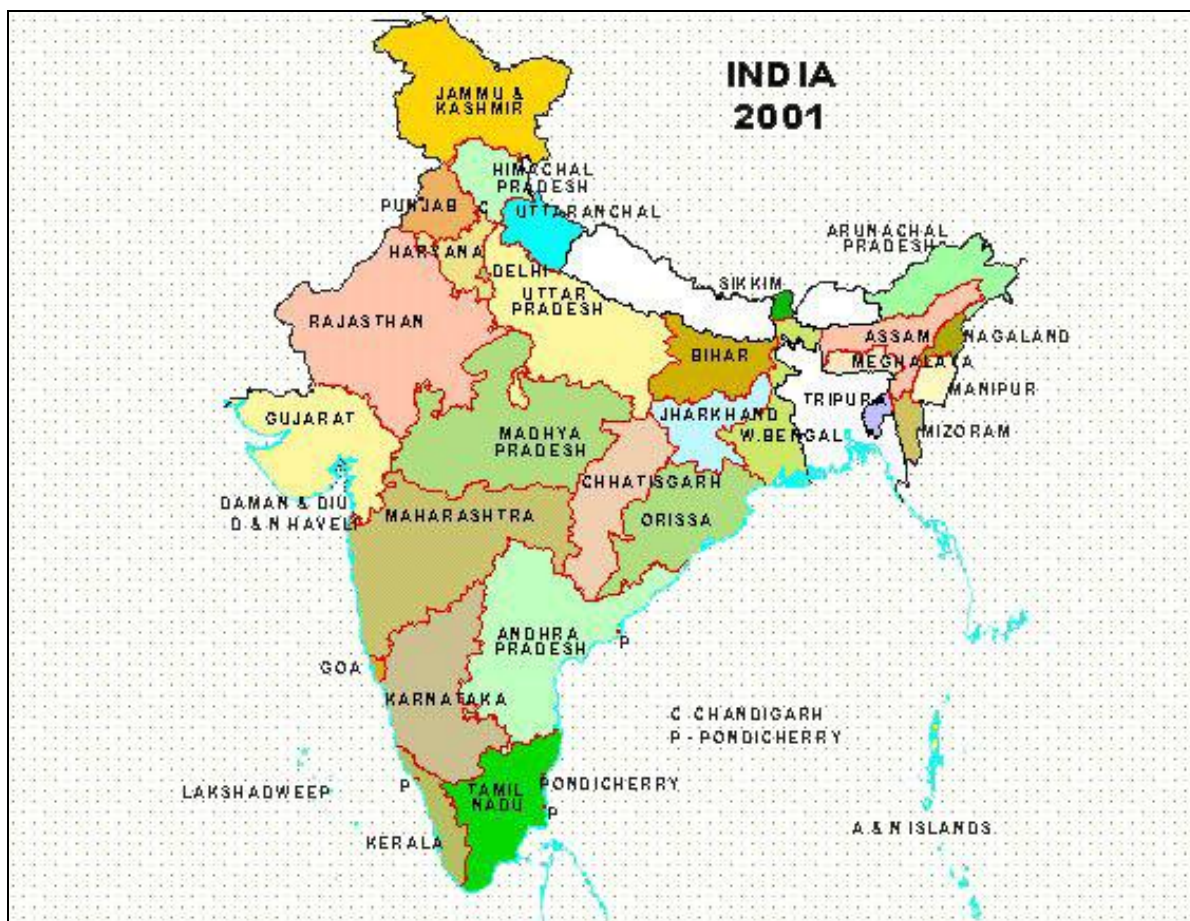 INDIA
2001
JAMMU &
KASHMIR
HIMACHAL
PRADESH
PUNJAB
C
UTTARANCHAL
ARUNACHAL
PRADESH
HARYANA
DELHI
SIKKIM
UTTAR
PRADESH
RAJASTHAN
ASSAM
NAGALAND
BIHAR
MEGHALAYA
MANIPUR
TRIPURA
GUJARAT
JHARKHAND
W.BENGAL
MIZORAM
MADHYA
PRADESH
CHHATISGARH
DAMAN & DIU
D & N HAVELI
MAHARASHTRA
ORISSA
ANDHRA
PRADESH
P
GOA
KARNATAKA
C CHANDIGARH
P - PONDICHERRY
LAKSHADWEEP
P
TAMIL
NADU
PONDICHERRY
P
A & N ISLANDS
KERALA